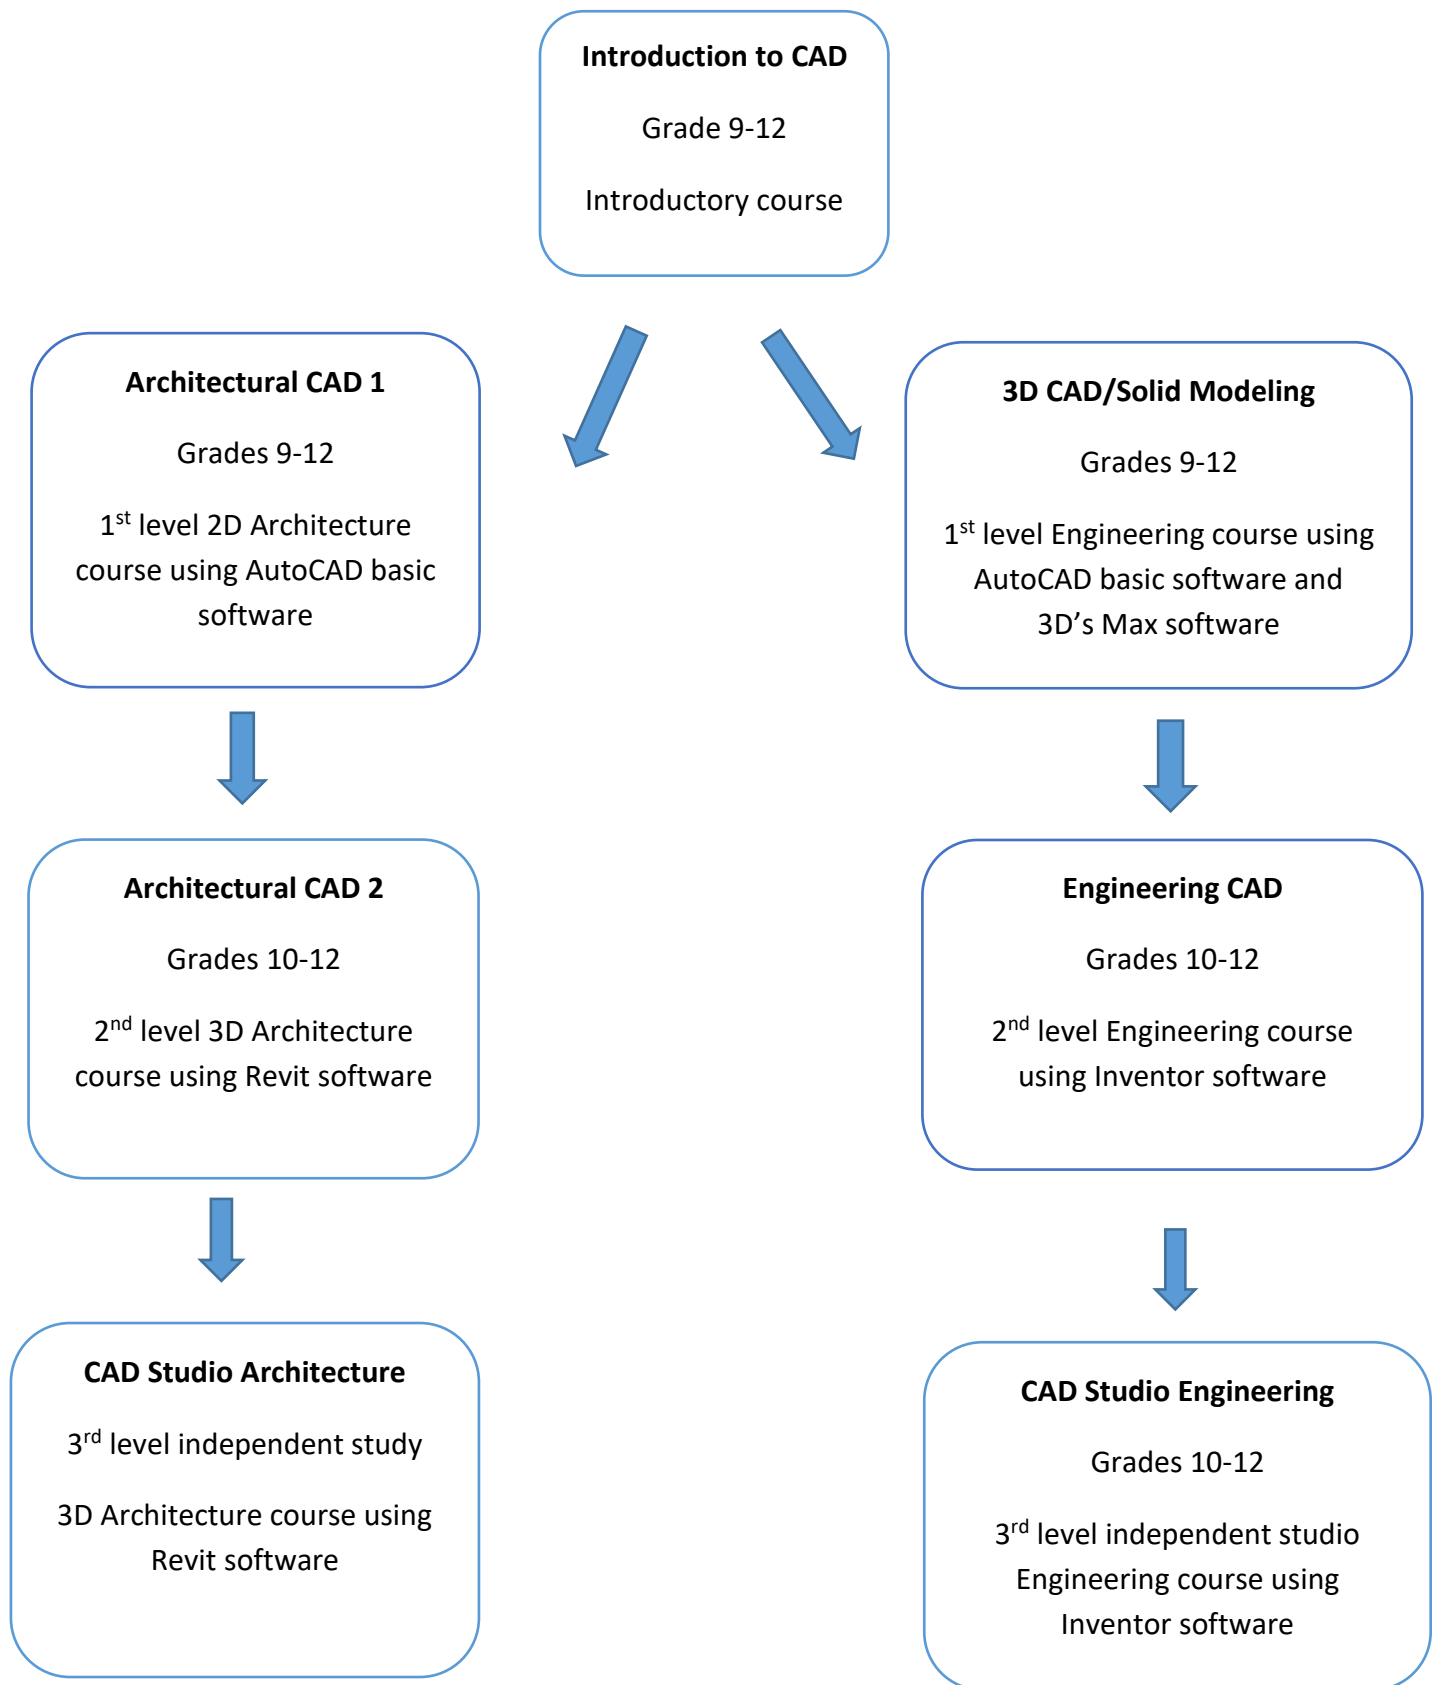 Introduction to CAD
Grade 9-12
Introductory course
Architectural CAD 1
Grades 9-12
1st level 2D Architecture
course using AutoCAD basic
software
3D CAD/Solid Modeling
Grades 9-12
1st level Engineering course using
AutoCAD basic software and
3D’s Max software
Architectural CAD 2
Grades 10-12
2nd level 3D Architecture
course using Revit software
Engineering CAD
Grades 10-12
2nd level Engineering course
using Inventor software
CAD Studio Architecture
3rd level independent study
3D Architecture course using
Revit software
CAD Studio Engineering
Grades 10-12
3rd level independent studio
Engineering course using
Inventor software